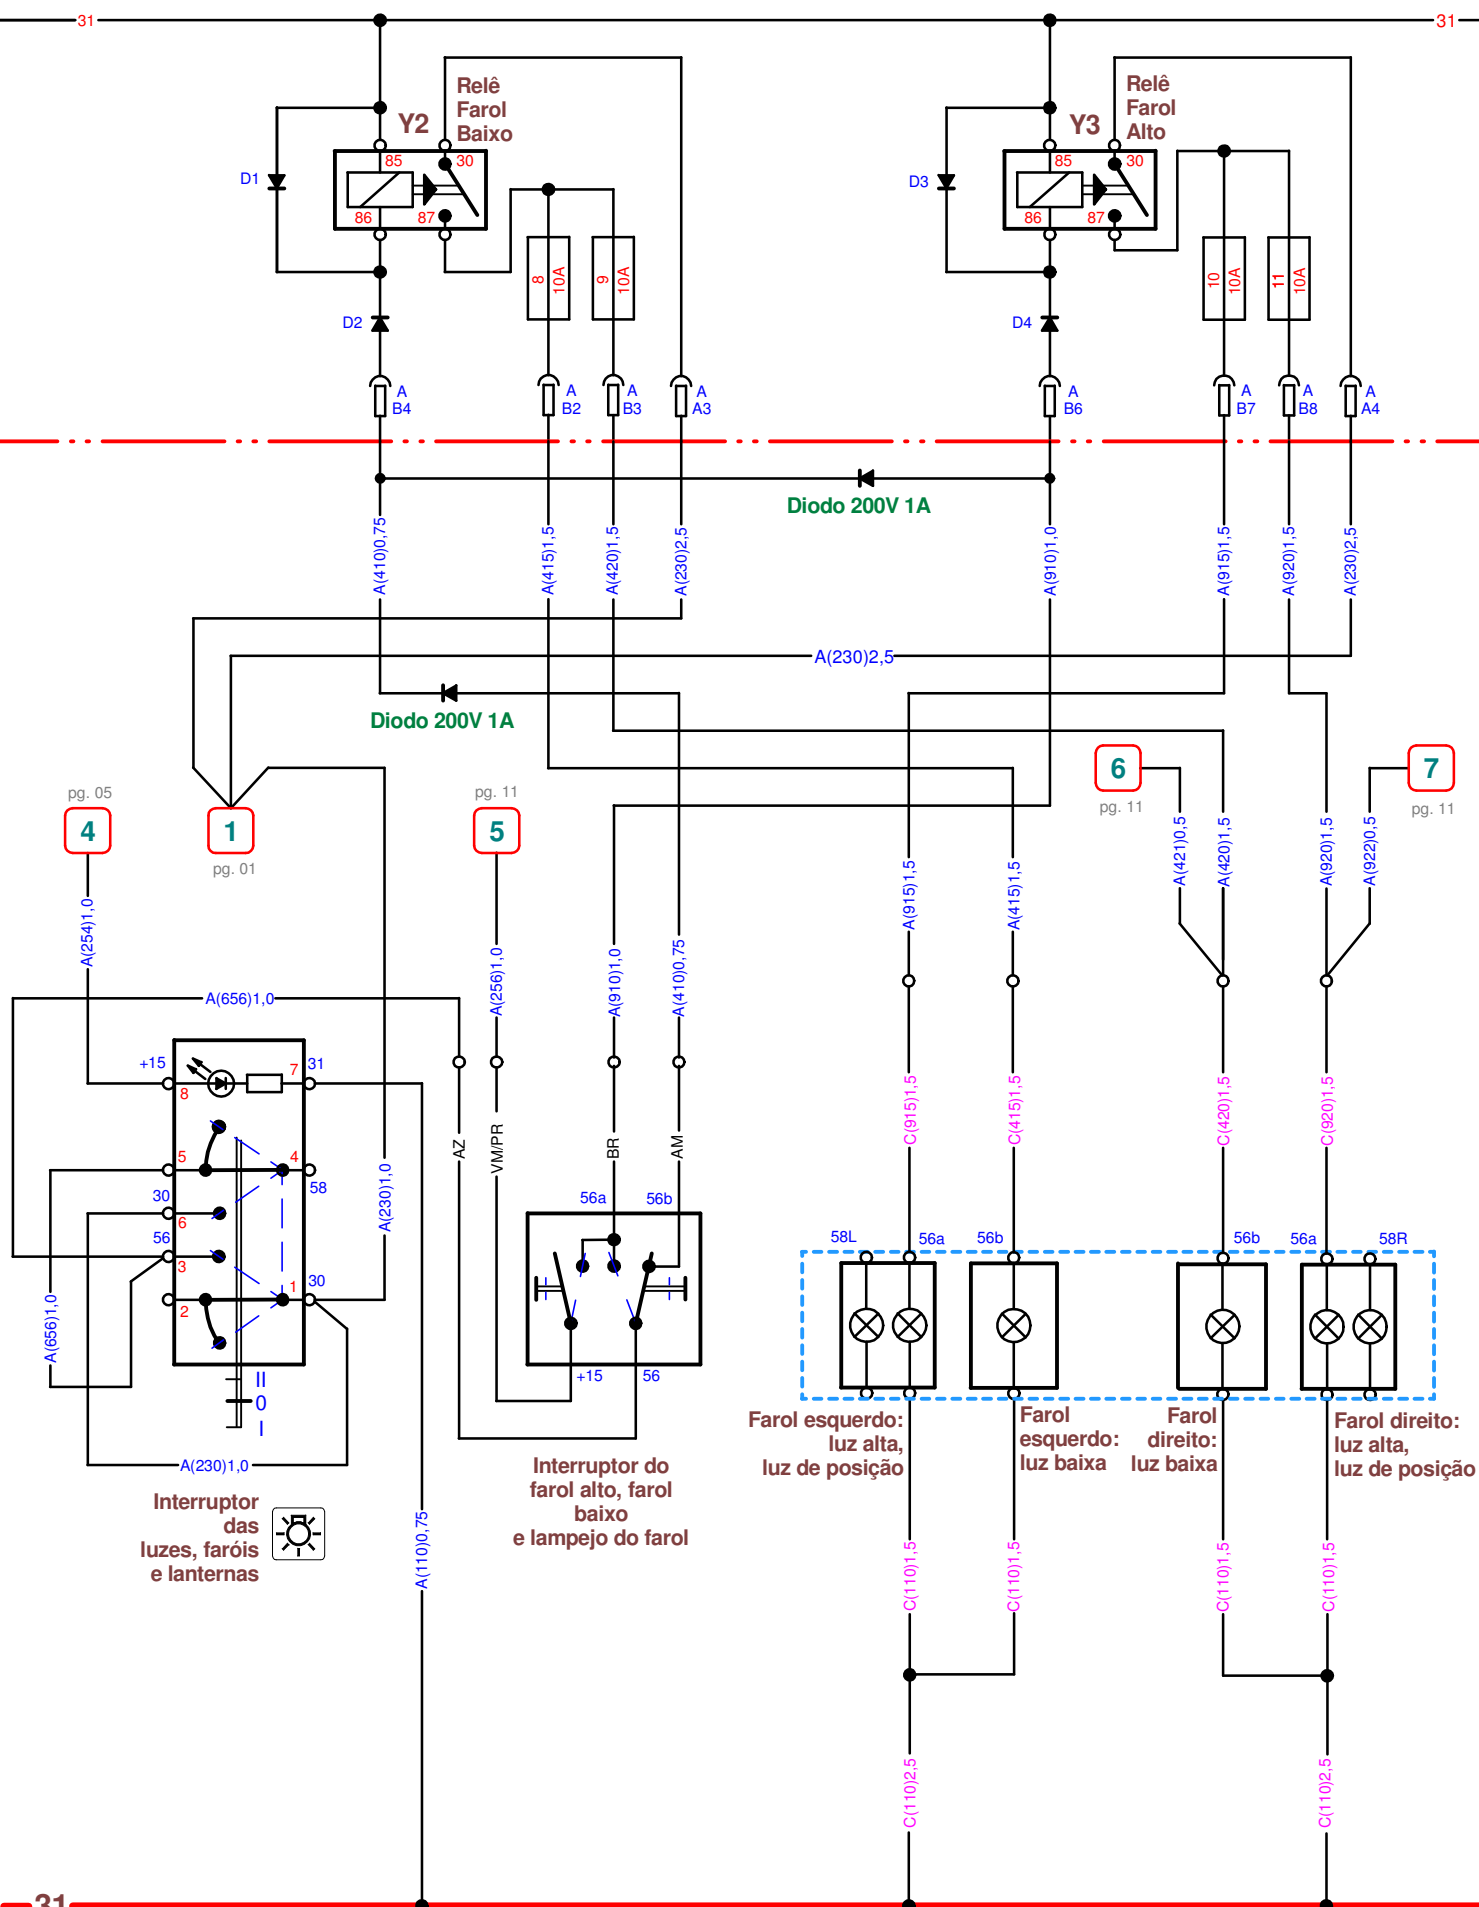 31
31
Relê
Farol
Baixo
Y2
85
30
86
87
D1
D2
8
10A
9
10A
A
B4
A
B2
A
B3
A
A3
Relê
Farol
Alto
Y3
85
30
86
87
D3
D4
10
10A
11
10A
A
B6
A
B7
A
B8
A
A4
Diodo 200V 1A
A(410)0,75
A(415)1,5
A(420)1,5
A(230)2,5
A(910)1,0
A(915)1,5
A(920)1,5
A(230)2,5
A(230)2,5
Diodo 200V 1A
pg. 05
4
1
pg. 01
pg. 11
5
6
pg. 11
7
pg. 11
A(254)1,0
A(256)1,0
A(910)1,0
A(410)0,75
A(915)1,5
A(415)1,5
A(421)0,5
A(420)1,5
A(920)1,5
A(922)0,5
A(656)1,0
+15
8
7
31
5
4
58
30
6
56
3
1
30
2
A(230)1,0
A(656)1,0
II
0
I
A(230)1,0
Interruptor
das
luzes, faróis
e lanternas
A(110)0,75
AZ
VM/PR
BR
AM
56a
56b
+15
56
Interruptor do
farol alto, farol
baixo
e lampejo do farol
C(915)1,5
C(415)1,5
C(420)1,5
C(920)1,5
58L
56a
56b
56b
56a
58R
Farol esquerdo:
luz alta,
luz de posição
Farol
esquerdo:
luz baixa
Farol
direito:
luz baixa
Farol direito:
luz alta,
luz de posição
C(110)1,5
C(110)1,5
C(110)1,5
C(110)1,5
C(110)2,5
C(110)2,5
31